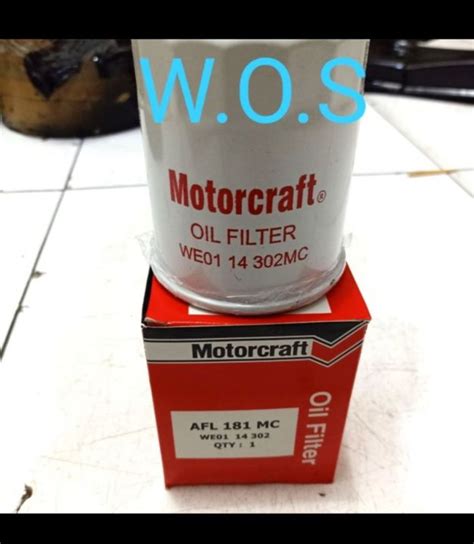 W.O.S
Motorcraft®
OIL FILTER
WE01 14 302MC
Motorcraft
AFL 181 MC
WE01 14 302
QTY : 1
Oil Filter